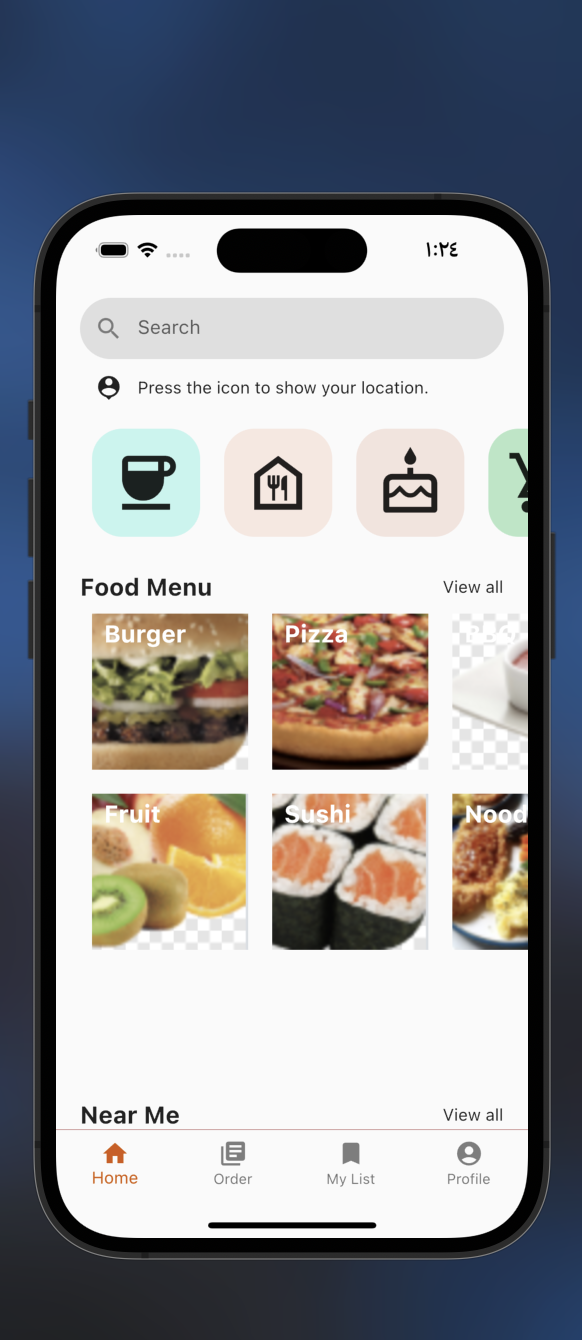 ١:٢٤
Search
Press the icon to show your location.
Food Menu
View all
Burger
Pizza
Fruit
Sushi
Nood
Near Me
View all
Home
Order
My List
Profile